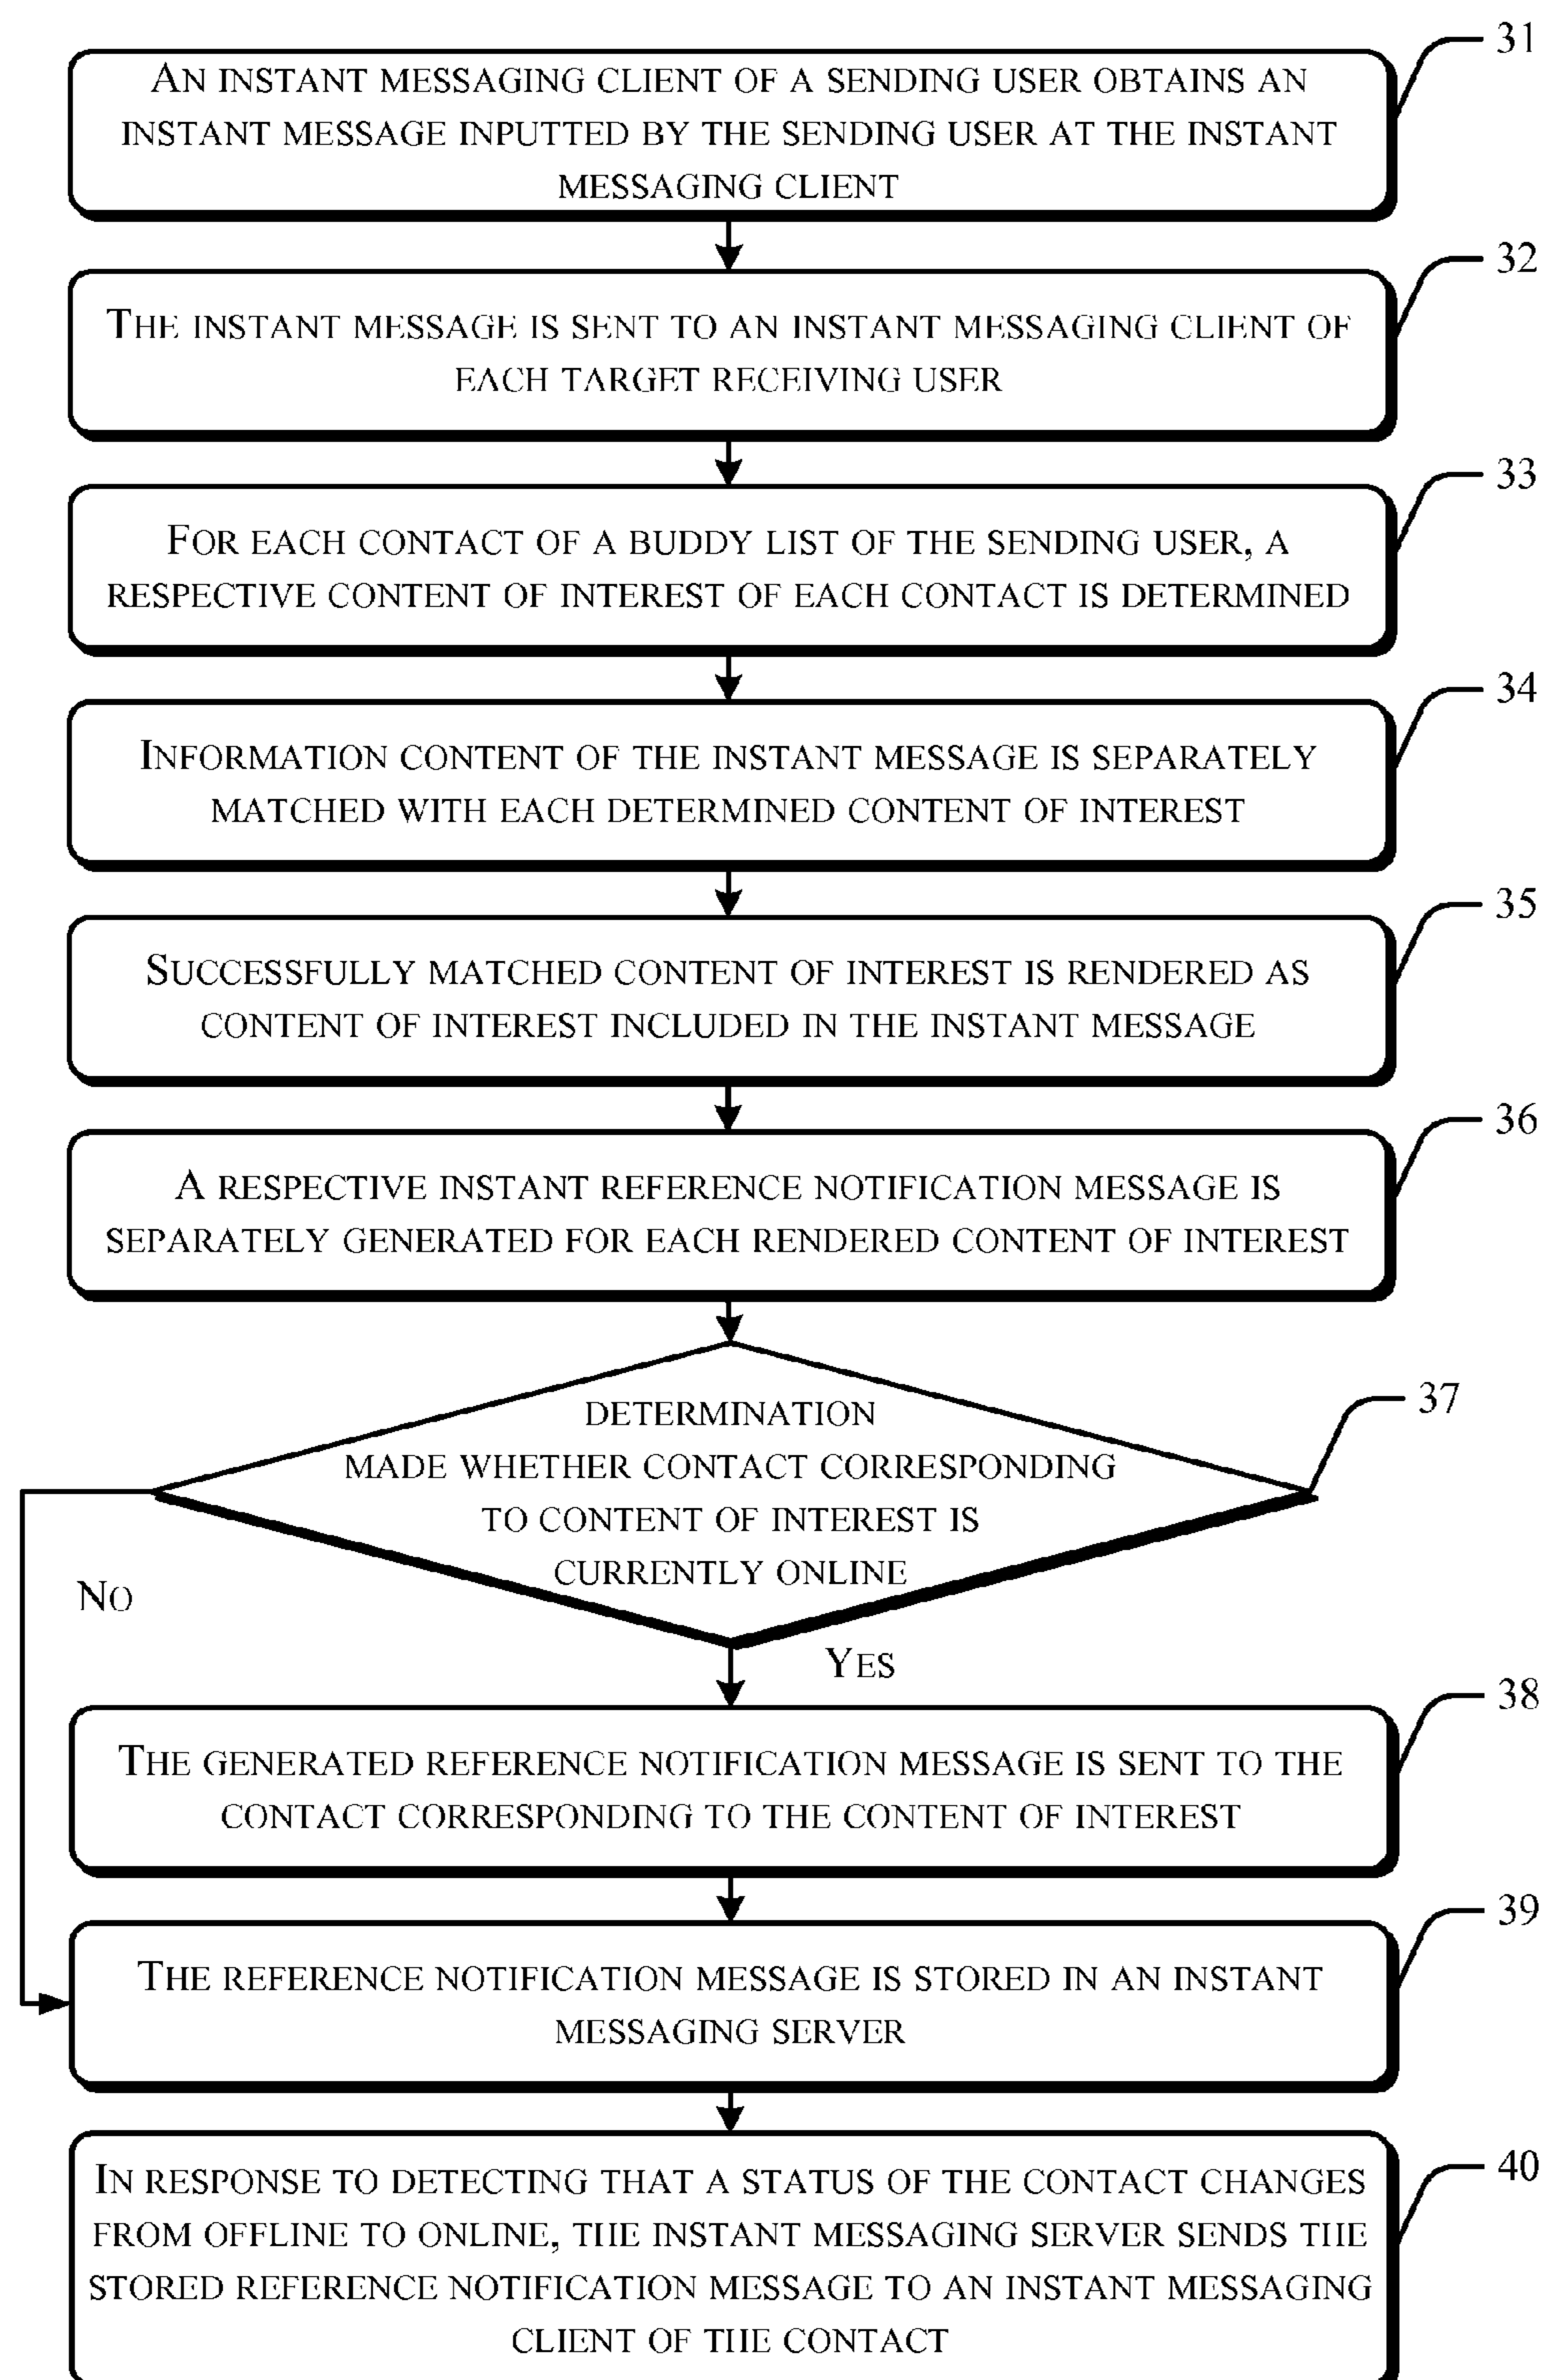 31
AN INSTANT MESSAGING CLIENT OF A SENDING USER OBTAINS AN
INSTANT MESSAGE INPUTTED BY THE SENDING USER AT THE INSTANT
MESSAGING CLIENT
32
THE INSTANT MESSAGE IS SENT TO AN INSTANT MESSAGING CLIENT OF
EACH TARGET RECEIVING USER
33
FOR EACH CONTACT OF A BUDDY LIST OF THE SENDING USER, A
RESPECTIVE CONTENT OF INTEREST OF EACH CONTACT IS DETERMINED
34
INFORMATION CONTENT OF THE INSTANT MESSAGE IS SEPARATELY
MATCHED WITH EACH DETERMINED CONTENT OF INTEREST
35
SUCCESSFULLY MATCHED CONTENT OF INTEREST IS RENDERED AS
CONTENT OF INTEREST INCLUDED IN THE INSTANT MESSAGE
36
A RESPECTIVE INSTANT REFERENCE NOTIFICATION MESSAGE IS
SEPARATELY GENERATED FOR EACH RENDERED CONTENT OF INTEREST
37
DETERMINATION
MADE WHETHER CONTACT CORRESPONDING
TO CONTENT OF INTEREST IS
CURRENTLY ONLINE
NO
YES
38
THE GENERATED REFERENCE NOTIFICATION MESSAGE IS SENT TO THE
CONTACT CORRESPONDING TO THE CONTENT OF INTEREST
39
THE REFERENCE NOTIFICATION MESSAGE IS STORED IN AN INSTANT
MESSAGING SERVER
40
IN RESPONSE TO DETECTING THAT A STATUS OF THE CONTACT CHANGES
FROM OFFLINE TO ONLINE, THE INSTANT MESSAGING SERVER SENDS THE
STORED REFERENCE NOTIFICATION MESSAGE TO AN INSTANT MESSAGING
CLIENT OF THE CONTACT